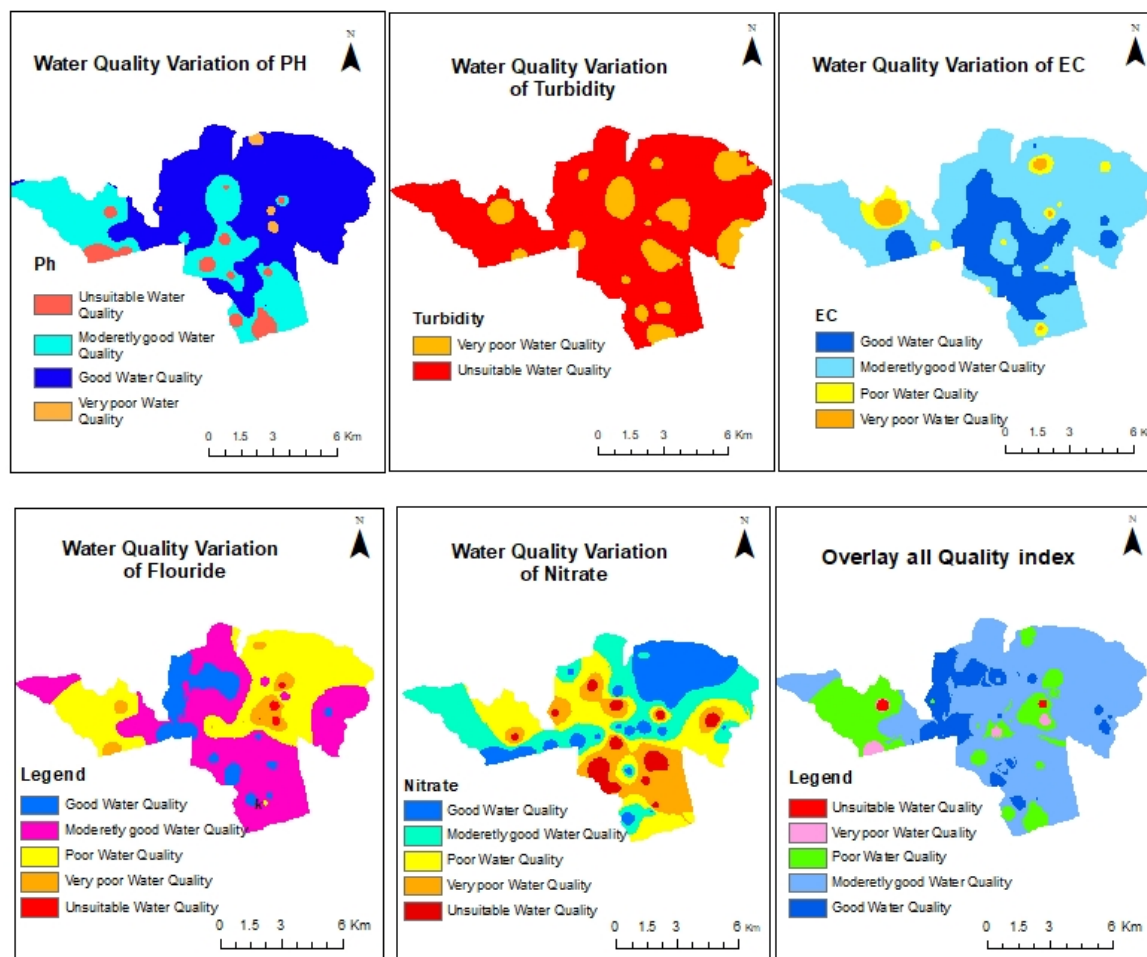 N
Water Quality Variation of PH
Ph
Unsuitable Water
Quality
Moderetly good Water
Quality
Good Water Quality
Very poor Water
Quality
0 1.5 3 6 Km
Water Quality Variation
of Turbidity
N
Turbidity
Very poor Water Quality
Unsuitable Water Quality
0 1.5 3 6 Km
N
Water Quality Variation of EC
EC
Good Water Quality
Moderetly good Water Quality
Poor Water Quality
Very poor Water Quality
0 1.5 3 6 K
N
Water Quality Variation
of Flouride
Legend
Good Water Quality
Moderetly good Water Quality
Poor Water Quality
Very poor Water Quality
Unsuitable Water Quality
0 1.5 3 6 Km
N
Water Quality Variation
of Nitrate
Nitrate
Good Water Quality
Moderetly good Water Quality
Poor Water Quality
Very poor Water Quality
Unsuitable Water Quality
0 1.5 3 6 Km
N
Overlay all Quality index
Legend
Unsuitable Water Quality
Very poor Water Quality
Poor Water Quality
Moderetly good Water Quality
Good Water Quality
0 1.5 3 6 Km